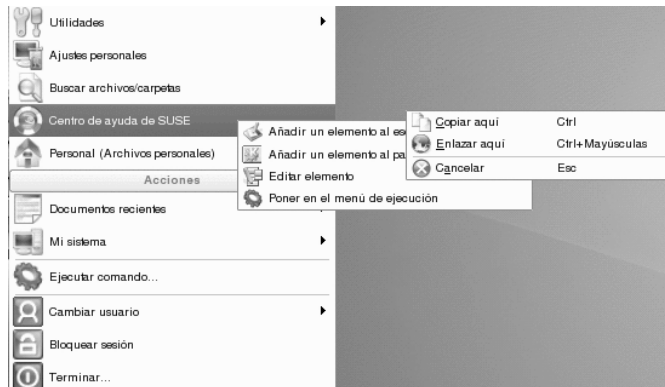 Utilidades
Ajustes personales
Buscar archivos/carpetas
Centro de ayuda de SUSE
Personal (Archivos personales)
Acciones
Documentos recientes
Mi sistema
Ejecutar comando...
Cambiar usuario
Bloquear sesión
Terminar...
Añadir un elemento al es
Añadir un elemento al pa
Editar elemento
Poner en el menú de ejecución
Copiar aquí Ctrl
Enlazar aquí Ctrl+Mayúsculas
Cancelar Esc